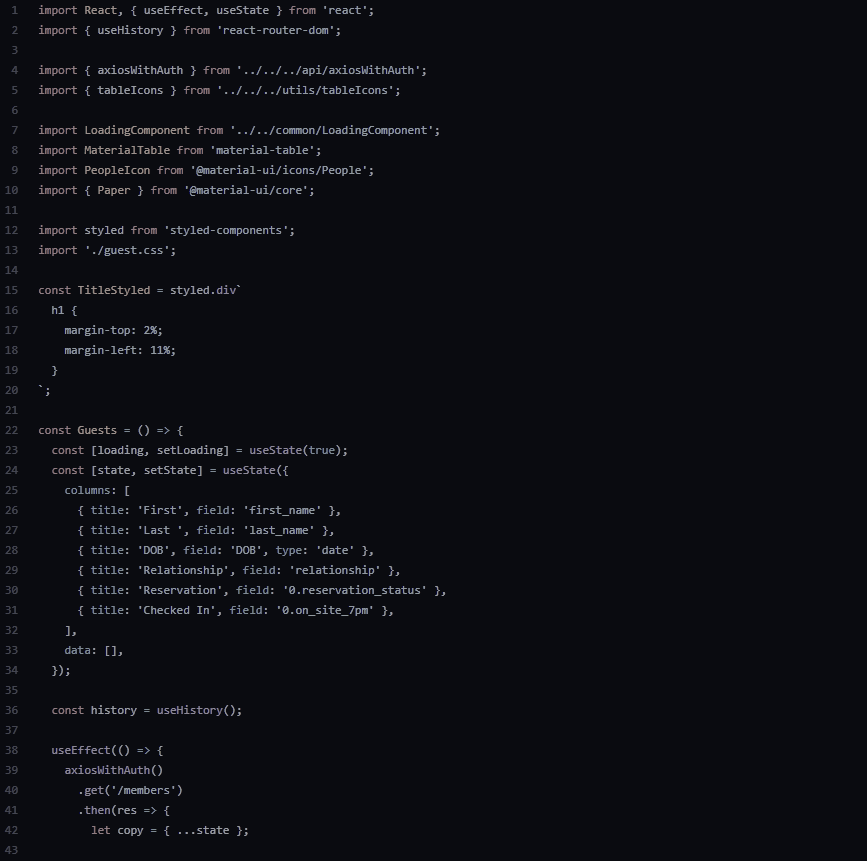 1 import React, { useEffect, useState } from 'react';
2 import { useHistory } from 'react-router-dom';
3
4 import { axiosWithAuth } from '../../../api/axiosWithAuth';
5 import { tableIcons } from '../../../utils/tableIcons';
6
7 import LoadingComponent from '../../common/LoadingComponent';
8 import MaterialTable from 'material-table';
9 import PeopleIcon from '@material-ui/icons/People';
10 import { Paper } from '@material-ui/core';
11
12 import styled from 'styled-components';
13 import './guest.css';
14
15 const TitleStyled = styled.div`
16   h1 {
17     margin-top: 2%;
18     margin-left: 11%;
19   }
20 `;
21
22 const Guests = () => {
23   const [loading, setLoading] = useState(true);
24   const [state, setState] = useState({
25     columns: [
26       { title: 'First', field: 'first_name' },
27       { title: 'Last ', field: 'last_name' },
28       { title: 'DOB', field: 'DOB', type: 'date' },
29       { title: 'Relationship', field: 'relationship' },
30       { title: 'Reservation', field: '0.reservation_status' },
31       { title: 'Checked In', field: '0.on_site_7pm' },
32     ],
33     data: [],
34   });
35
36   const history = useHistory();
37
38   useEffect(() => {
39     axiosWithAuth()
40       .get('/members')
41       .then(res => {
42         let copy = { ...state };
43